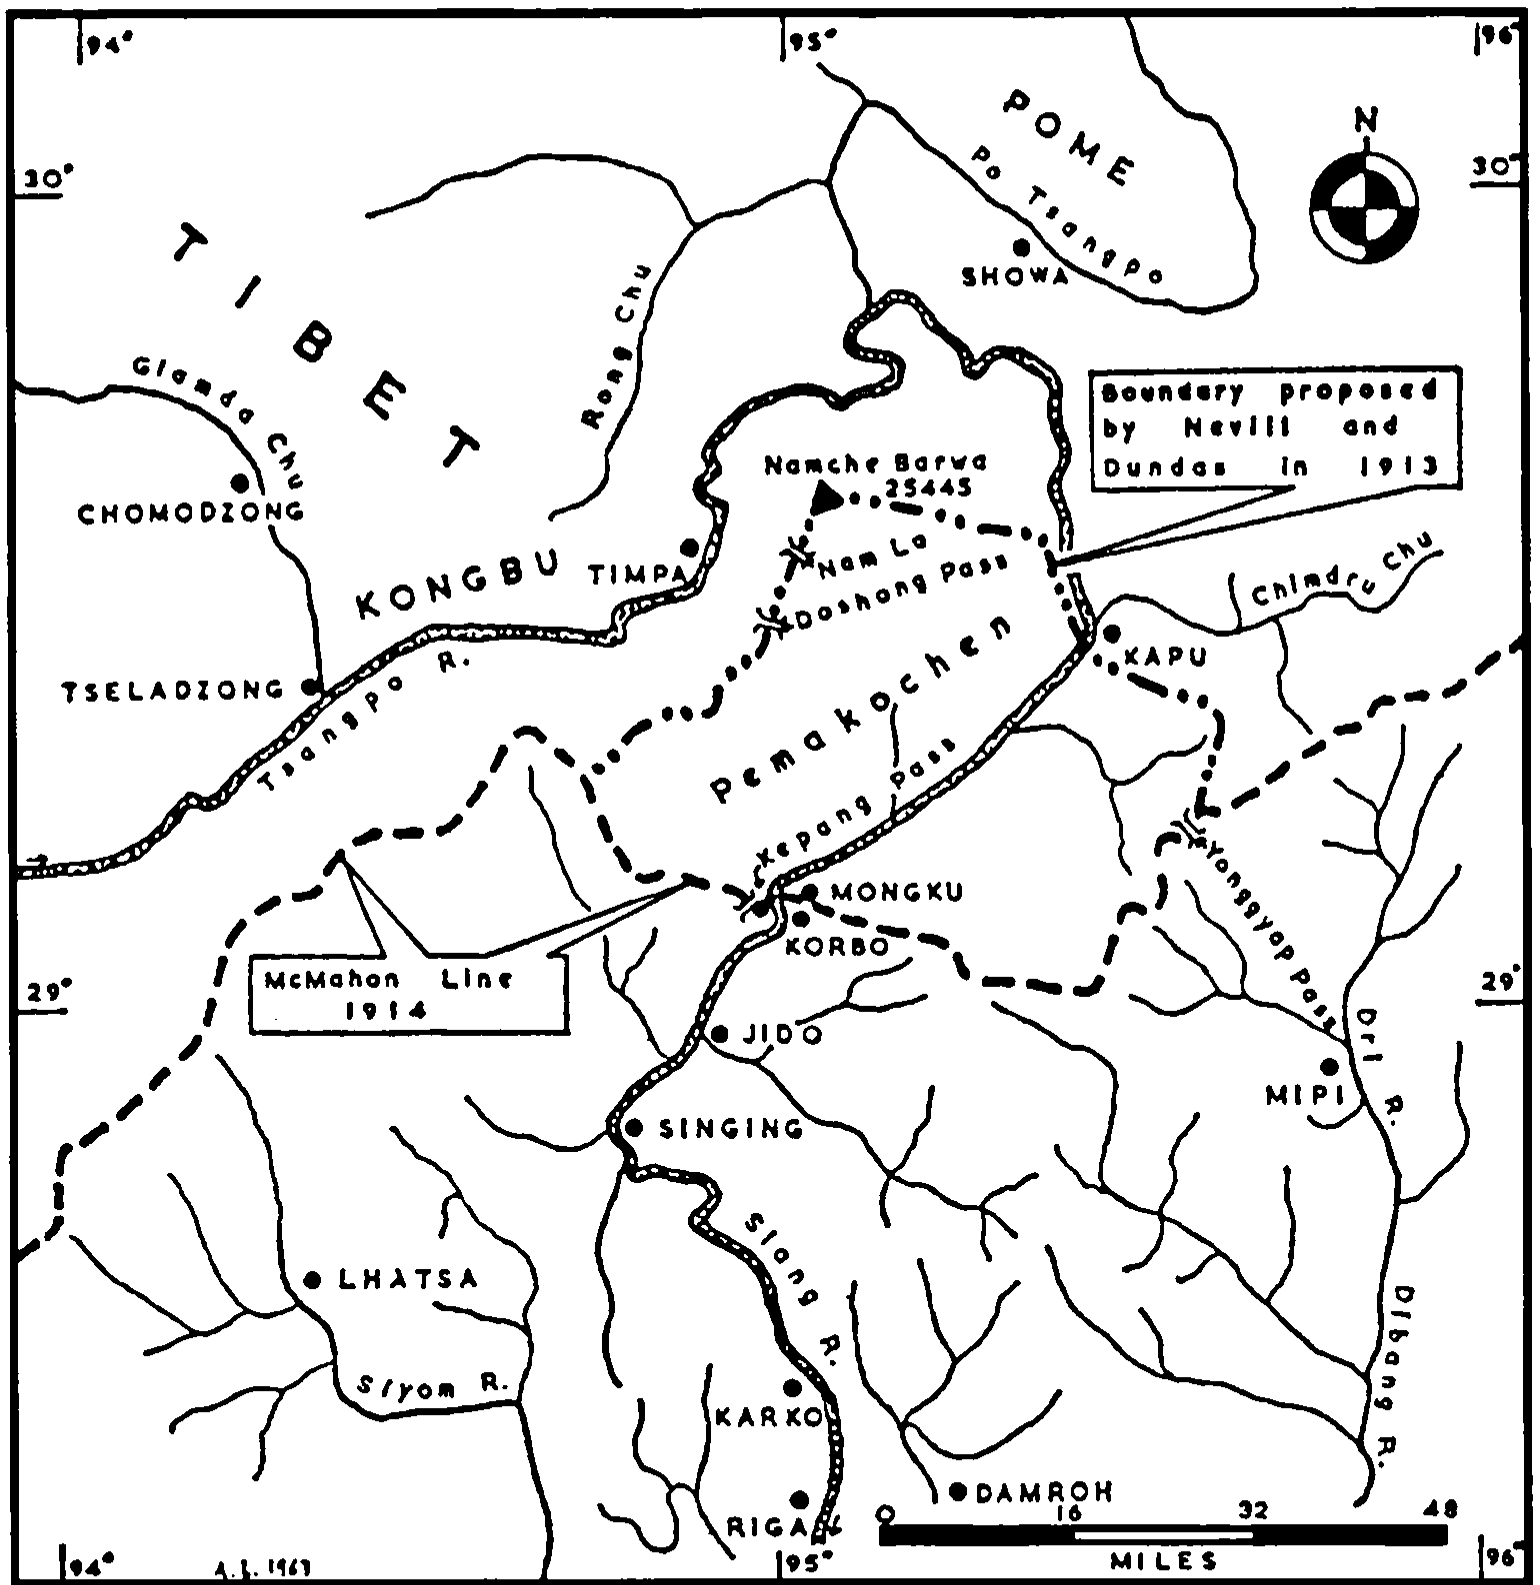 94°
95°
96°
30°
30°
N
POME
Po Tsangpo
SHOWA
TIBET
Giamda Chu
Rong Chu
CHOMODZONG
Boundary proposed
by Nevill and
Dundas in 1913
Namche Barwa
25445
Nam La
Doshong Pass
KONGBU
TIMPA
Chimdru Chu
Pemakochen
KAPU
TSELADZONG
Tsangpo R.
Kepang Pass
MONGKU
KORBO
Yonggyap Pass
McMahon Line
1914
29°
29°
JIDO
Dri R.
MIPI
SINGING
Siang R.
LHATSA
Siyom R.
Dibang R.
KARKO
RIGA
DAMROH
0 16 32 48
MILES
94°
A.L. 1963
95°
96°